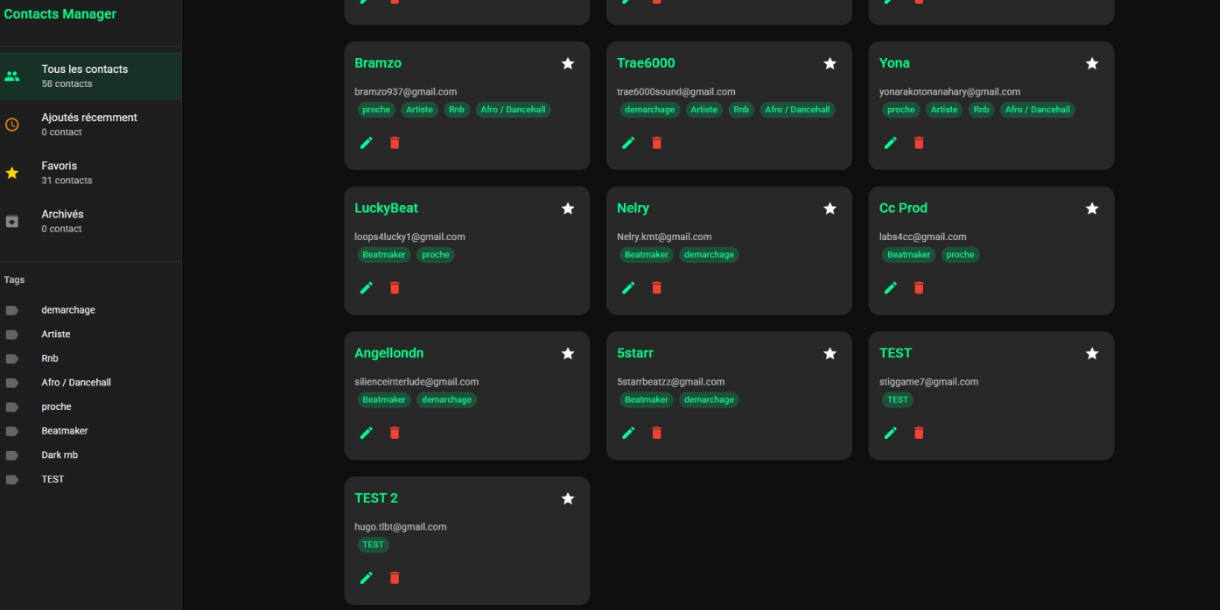 Contacts Manager
Tous les contacts
58 contacts
Ajoutés récemment
0 contact
Favoris
31 contacts
Archivés
0 contact
Tags
demarchage
Artiste
Rnb
Afro / Dancehall
proche
Beatmaker
Dark rnb
TEST
Bramzo
bramzo937@gmail.com
proche Artiste Rnb Afro / Dancehall
Trae6000
trae6000sound@gmail.com
demarchage Artiste Rnb Afro / Dancehall
Yona
yonarakotonanahary@gmail.com
proche Artiste Rnb Afro / Dancehall
LuckyBeat
loops4lucky1@gmail.com
Beatmaker proche
Nelry
Nelry.kmt@gmail.com
Beatmaker demarchage
Cc Prod
labs4cc@gmail.com
Beatmaker proche
Angellondn
silienceinterlude@gmail.com
Beatmaker demarchage
5starr
5starrbeatzz@gmail.com
Beatmaker demarchage
TEST
stiggame7@gmail.com
TEST
TEST 2
hugo.tlbt@gmail.com
TEST